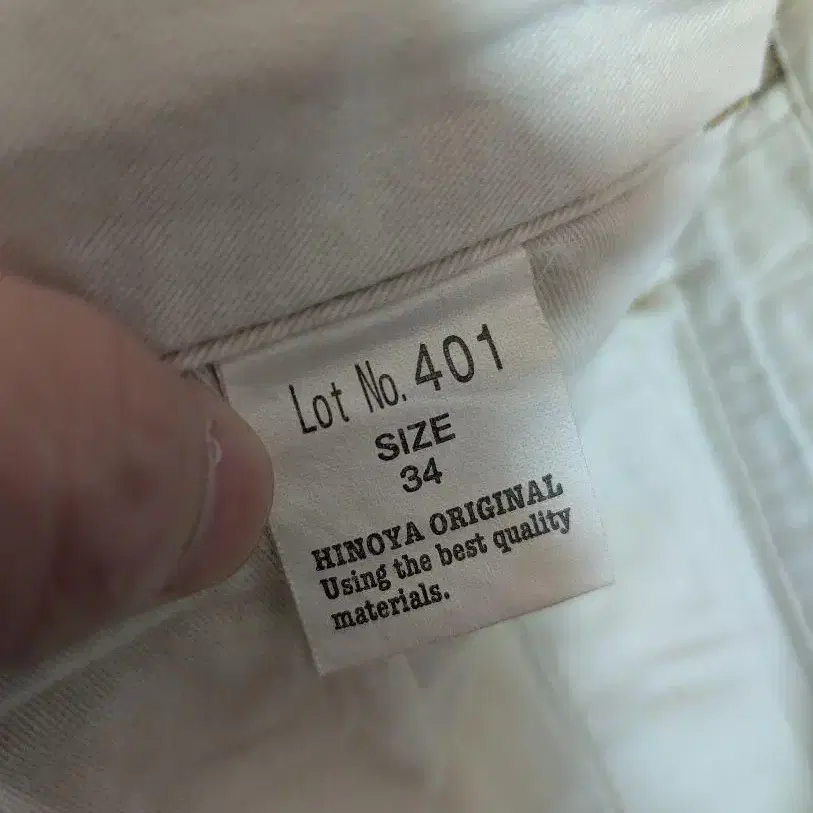 Lot No. 401
SIZE
34
HINOYA ORIGINAL
Using the best quality
materials.